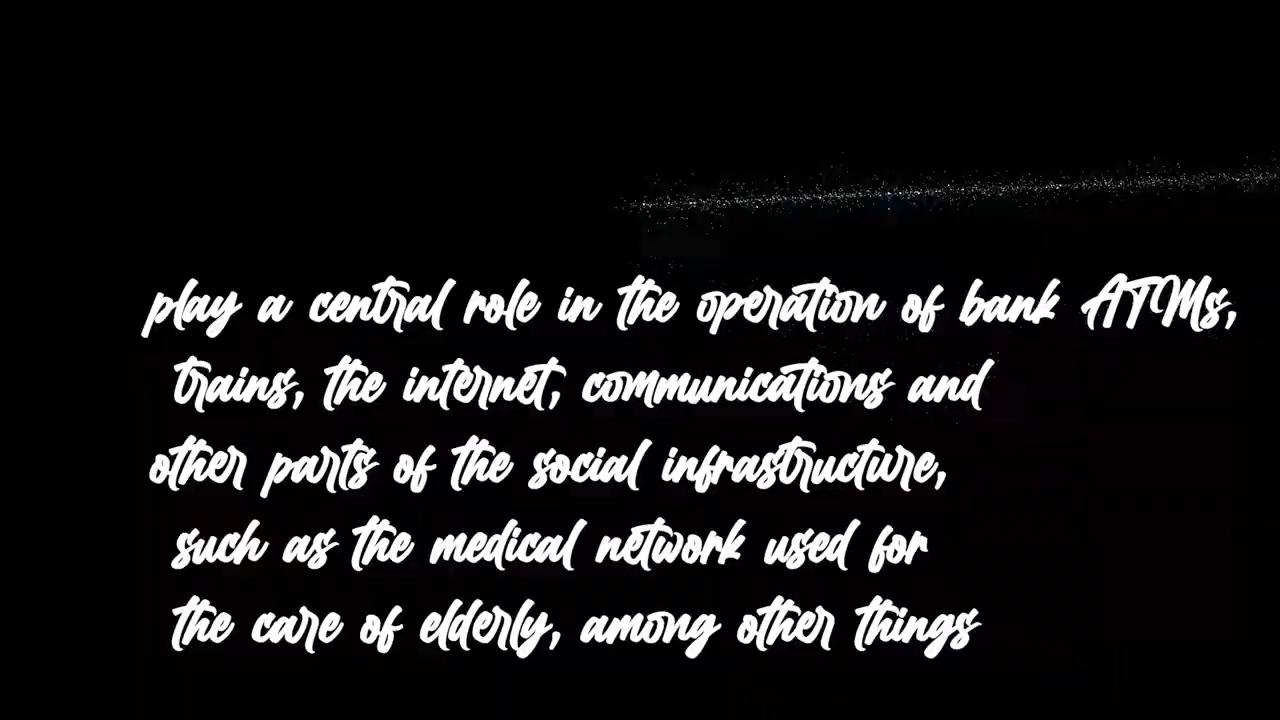 play a central role in the operation of bank ATMs,
trains, the internet, communications and
other parts of the social infrastructure,
such as the medical network used for
the care of elderly, among other things